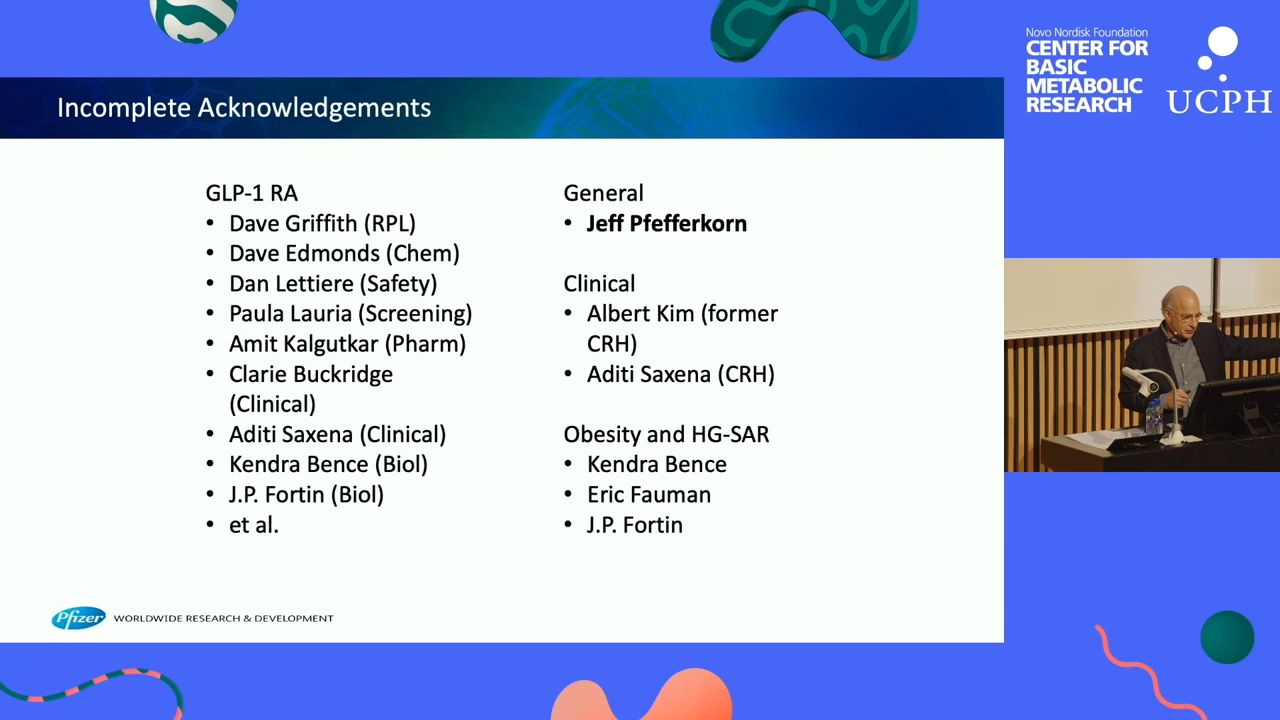 Incomplete Acknowledgements
GLP-1 RA
• Dave Griffith (RPL)
• Dave Edmonds (Chem)
• Dan Lettiere (Safety)
• Paula Lauria (Screening)
• Amit Kalgutkar (Pharm)
• Clarie Buckridge
(Clinical)
• Aditi Saxena (Clinical)
• Kendra Bence (Biol)
• J.P. Fortin (Biol)
• et al.
General
• Jeff Pfefferkorn
Clinical
• Albert Kim (former
CRH)
• Aditi Saxena (CRH)
Obesity and HG-SAR
• Kendra Bence
• Eric Fauman
• J.P. Fortin
Pfizer WORLDWIDE RESEARCH & DEVELOPMENT
Novo Nordisk Foundation
CENTER FOR
BASIC
METABOLIC
RESEARCH
UCPH